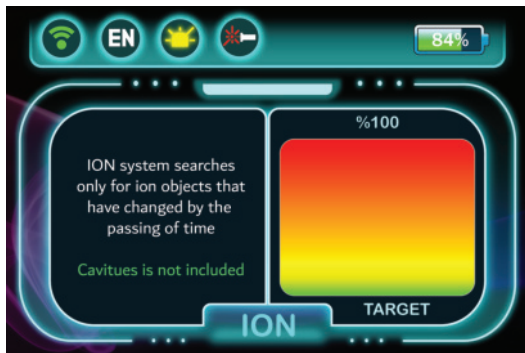 EN
84%
ION system searches
only for ion objects that
have changed by the
passing of time
Cavitues is not included
%100
TARGET
ION